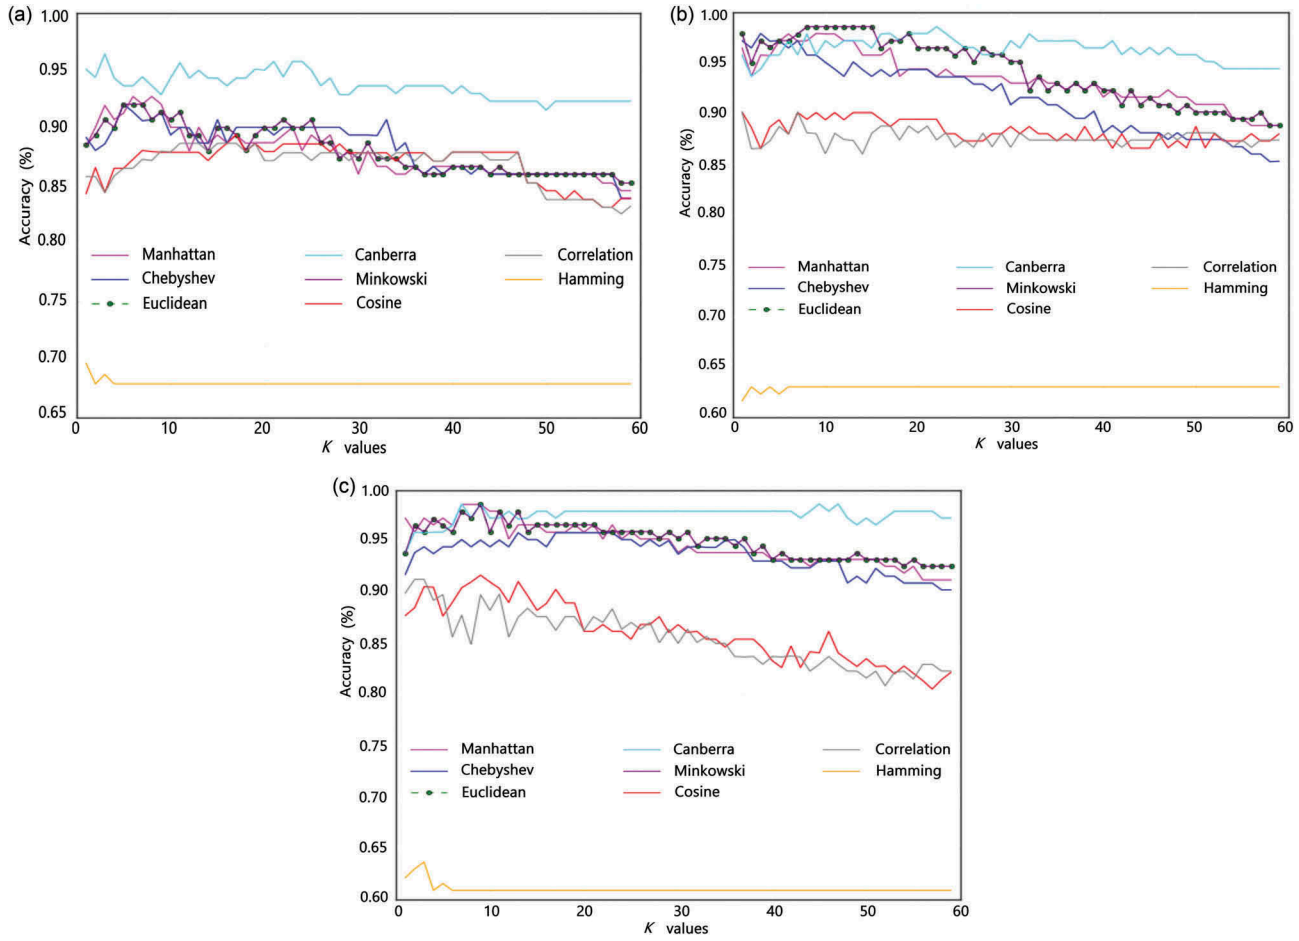 (a)
1.00
0.95
0.90
0.85
0.80
0.75
0.70
0.65
Accuracy (%)
Manhattan
Chebyshev
Euclidean
Canberra
Minkowski
Cosine
Correlation
Hamming
0 10 20 30 40 50 60
K values
(b)
1.00
0.95
0.90
0.85
0.80
0.75
0.70
0.65
0.60
Accuracy (%)
Manhattan
Chebyshev
Euclidean
Canberra
Minkowski
Cosine
Correlation
Hamming
0 10 20 30 40 50 60
K values
(c)
1.00
0.95
0.90
0.85
0.80
0.75
0.70
0.65
0.60
Accuracy (%)
Manhattan
Chebyshev
Euclidean
Canberra
Minkowski
Cosine
Correlation
Hamming
0 10 20 30 40 50 60
K values